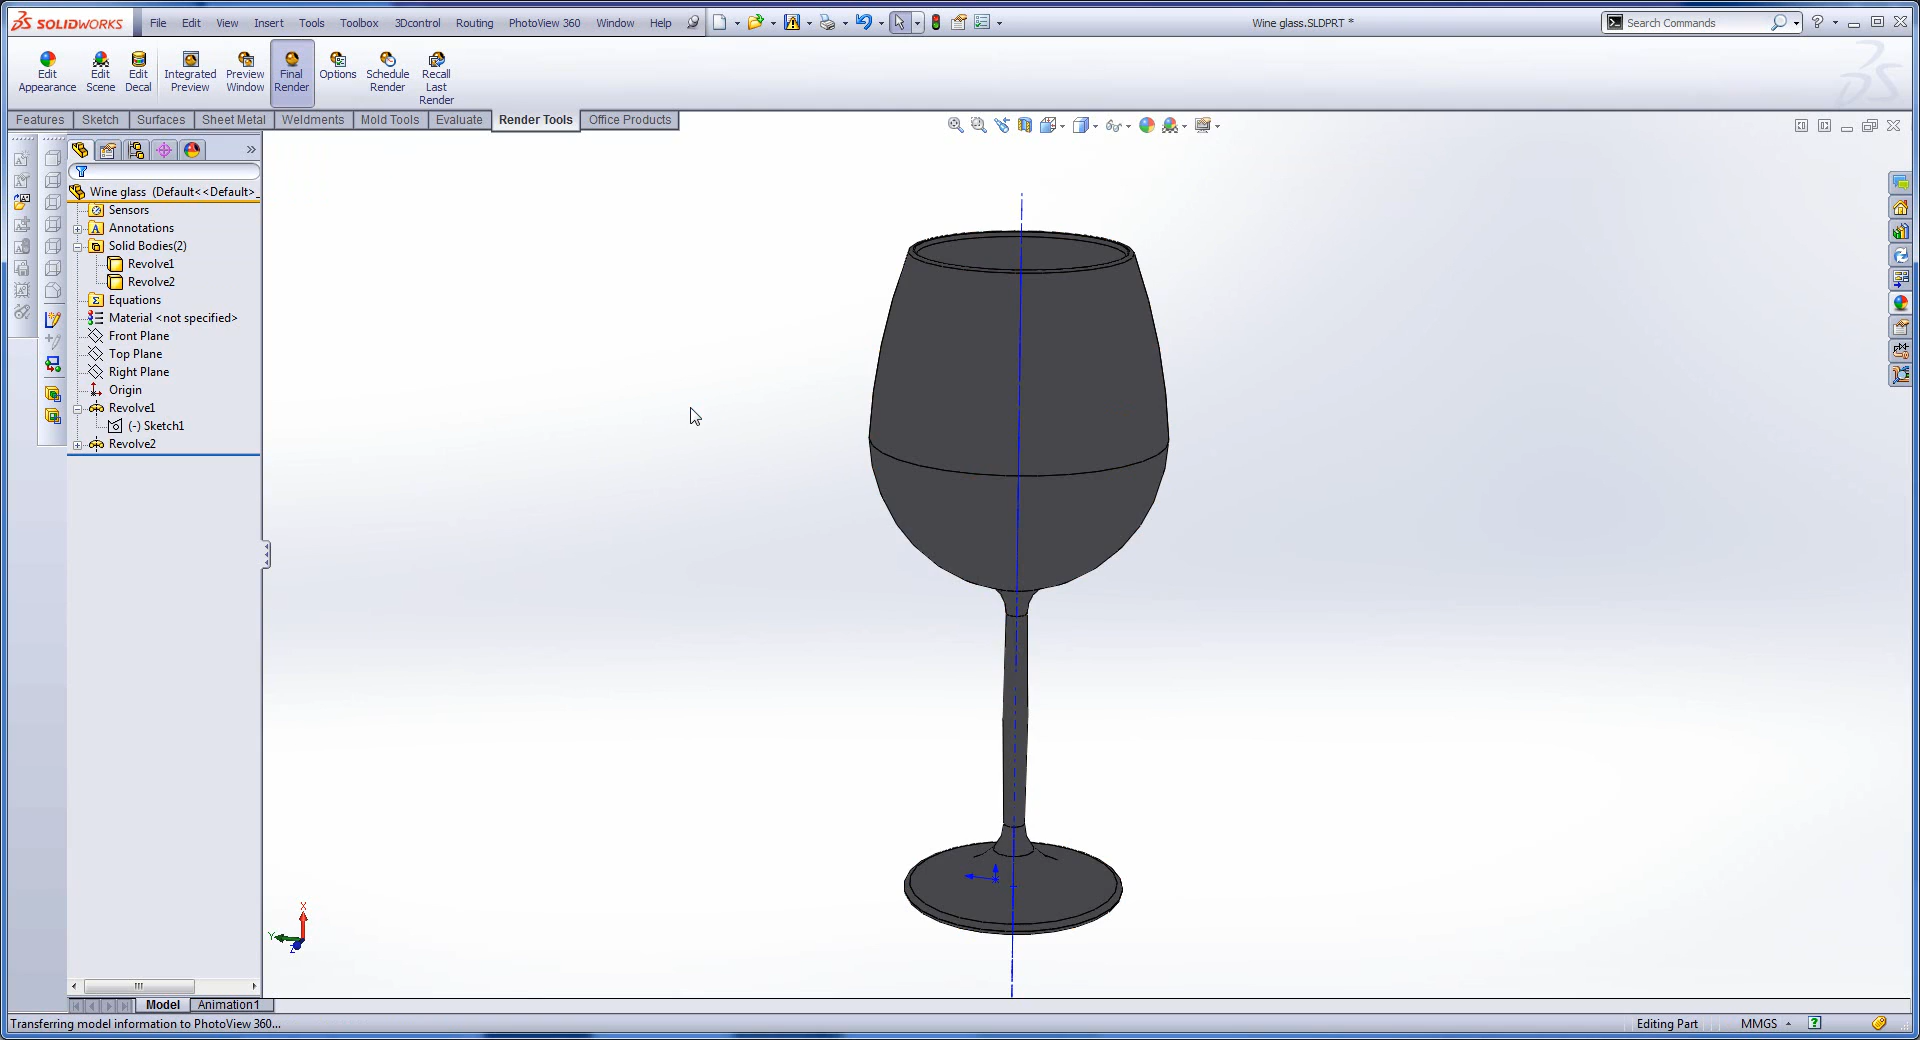 SOLIDWORKS File Edit View Insert Tools Toolbox 3Dcontrol Routing PhotoView 360 Window Help Wine glass.SLDPRT * Search Commands
Edit Appearance
Edit Scene
Edit Decal
Integrated Preview
Preview Window
Final Render
Options
Schedule Render
Recall Last Render
Features Sketch Surfaces Sheet Metal Weldments Mold Tools Evaluate Render Tools Office Products
Wine glass (Default<<Default>_
Sensors
Annotations
Solid Bodies(2)
Revolve1
Revolve2
Equations
Material <not specified>
Front Plane
Top Plane
Right Plane
Origin
Revolve1
(-) Sketch1
Revolve2
X
Y
Z
Model Animation1
Transferring model information to PhotoView 360... Editing Part MMGS